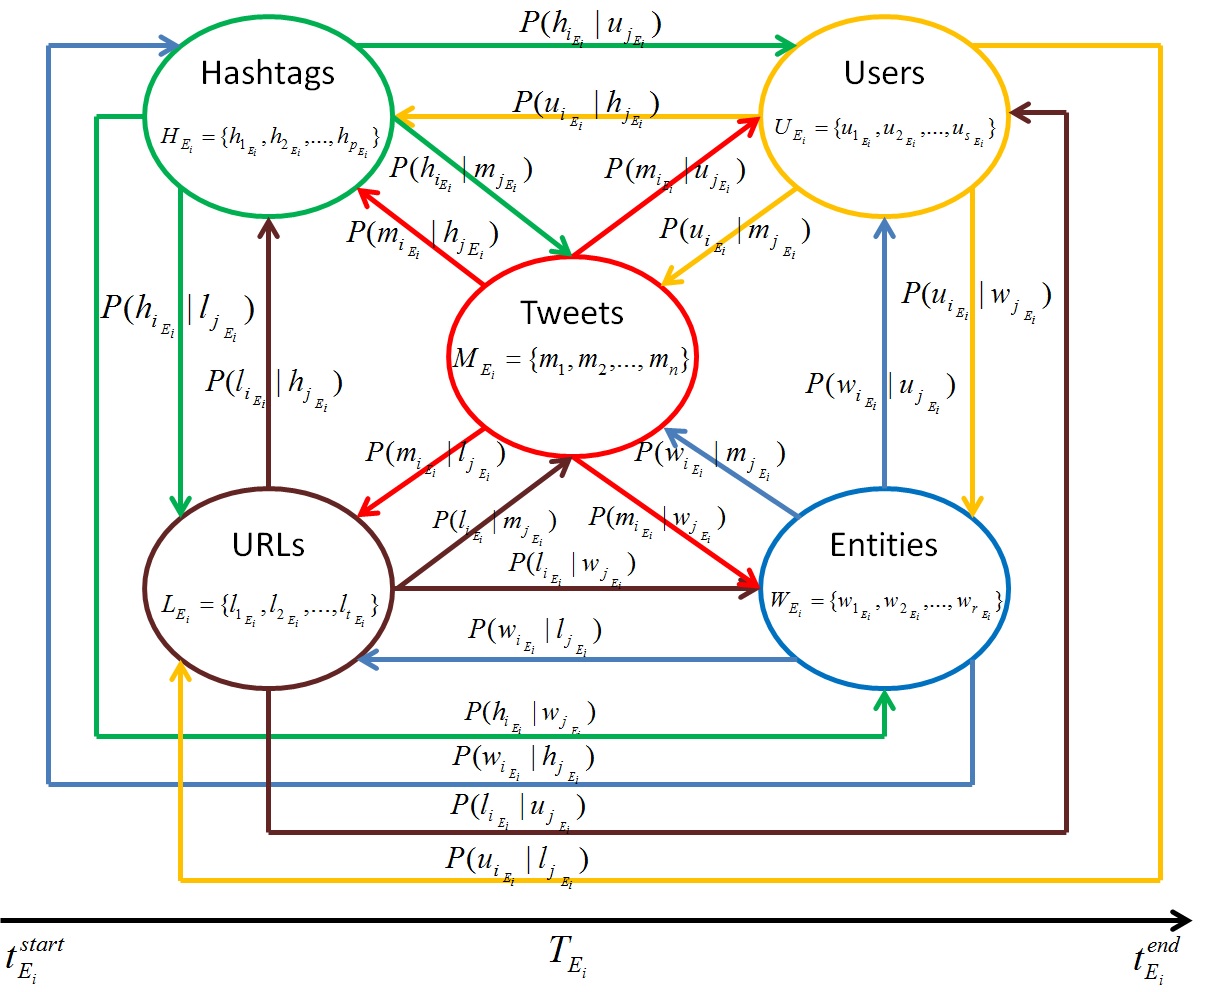 P(h_{i_{E_i}} | u_{j_{E_i}})
Hashtags
Users
P(u_{i_{E_i}} | h_{j_{E_i}})
H_{E_i} = {h_{1_{E_i}}, h_{2_{E_i}}, ..., h_{p_{E_i}}}
U_{E_i} = {u_{1_{E_i}}, u_{2_{E_i}}, ..., u_{s_{E_i}}}
P(h_{i_{E_i}} | m_{j_{E_i}})
P(m_{i_{E_i}} | u_{j_{E_i}})
P(m_{i_{E_i}} | h_{j_{E_i}})
P(u_{i_{E_i}} | m_{j_{E_i}})
P(h_{i_{E_i}} | l_{j_{E_i}})
Tweets
P(u_{i_{E_i}} | w_{j_{E_i}})
M_{E_i} = {m_1, m_2, ..., m_n}
P(l_{i_{E_i}} | h_{j_{E_i}})
P(w_{i_{E_i}} | u_{j_{E_i}})
P(m_{i_{E_i}} | l_{j_{E_i}})
P(w_{i_{E_i}} | m_{j_{E_i}})
P(l_{i_{E_i}} | m_{j_{E_i}})
P(m_{i_{E_i}} | w_{j_{E_i}})
URLs
Entities
P(l_{i_{E_i}} | w_{j_{E_i}})
L_{E_i} = {l_{1_{E_i}}, l_{2_{E_i}}, ..., l_{t_{E_i}}}
W_{E_i} = {w_{1_{E_i}}, w_{2_{E_i}}, ..., w_{r_{E_i}}}
P(w_{i_{E_i}} | l_{j_{E_i}})
P(h_{i_{E_i}} | w_{j_{E_i}})
P(w_{i_{E_i}} | h_{j_{E_i}})
P(l_{i_{E_i}} | u_{j_{E_i}})
P(u_{i_{E_i}} | l_{j_{E_i}})
t_{E_i}^{start}
T_{E_i}
t_{E_i}^{end}